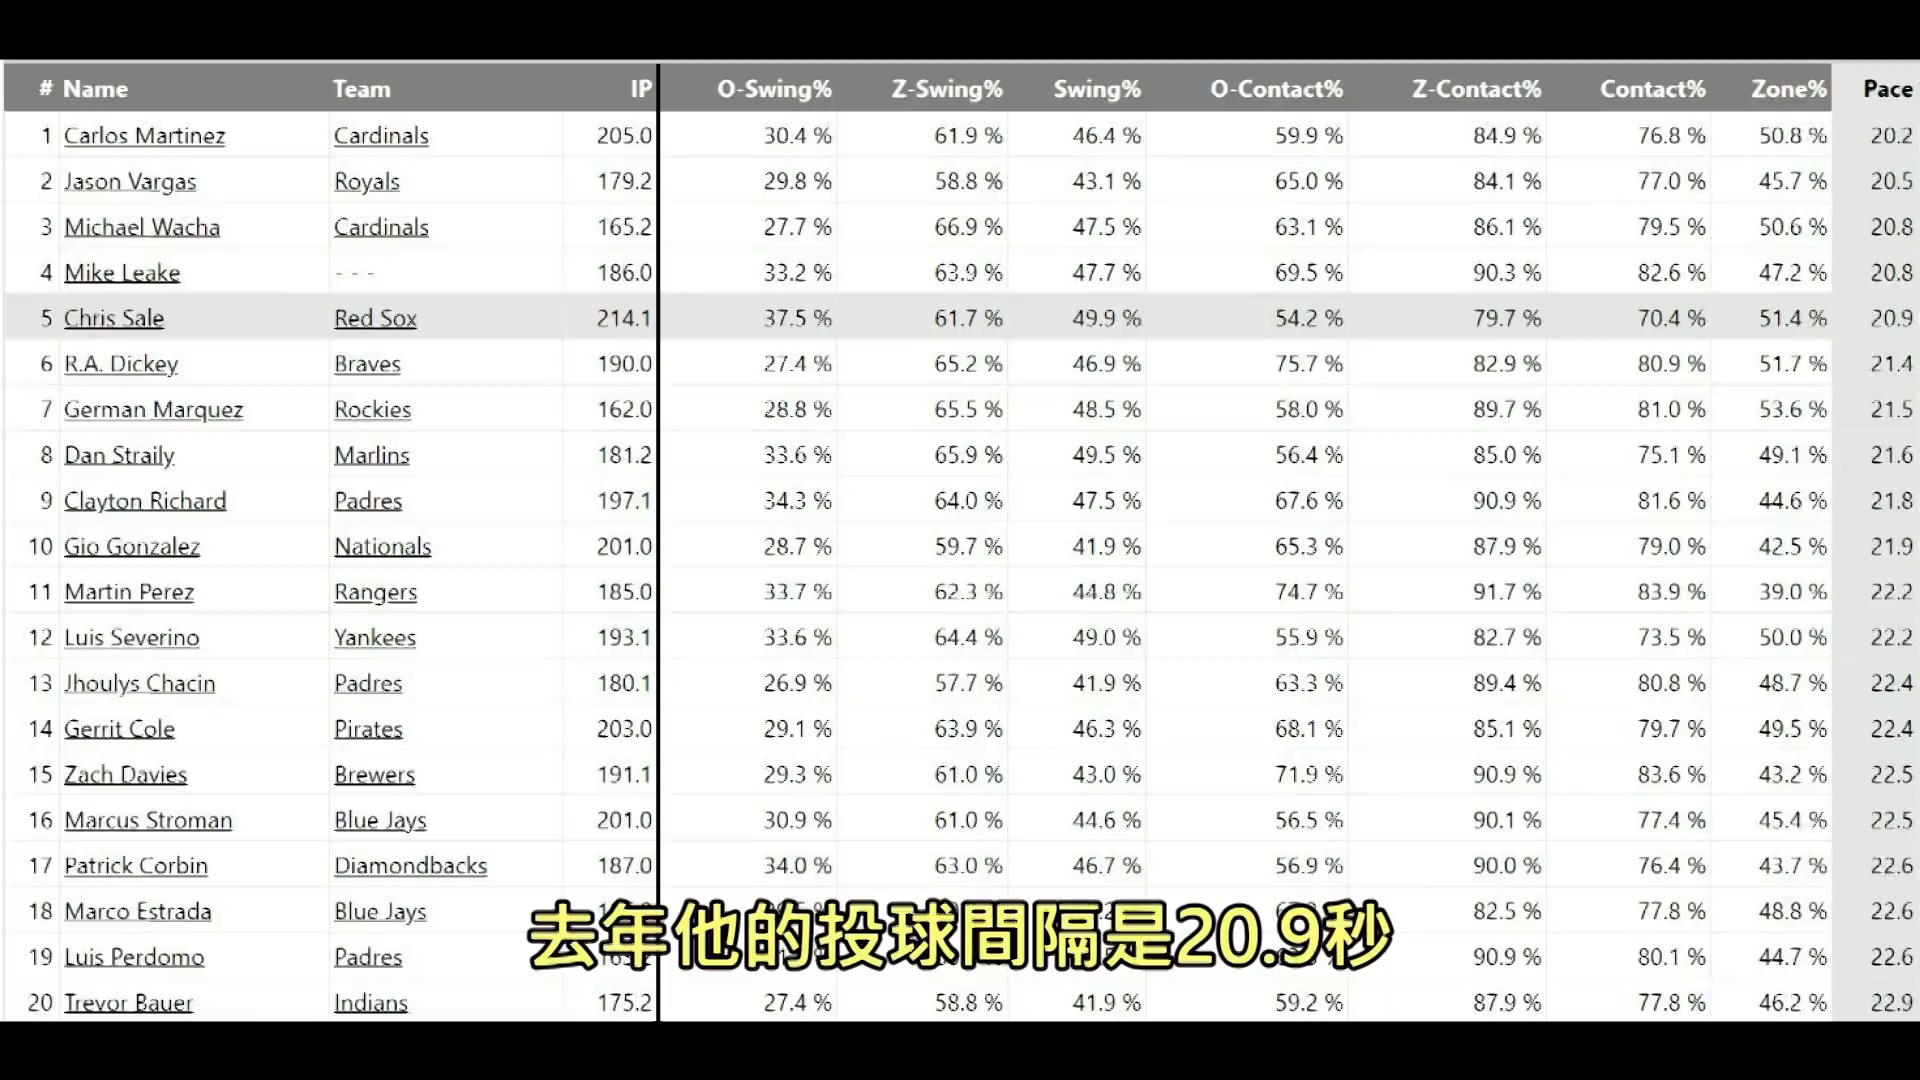 # Name Team IP O-Swing% Z-Swing% Swing% O-Contact% Z-Contact% Contact% Zone% Pace
1 Carlos Martinez Cardinals 205.0 30.4 % 61.9 % 46.4 % 59.9 % 84.9 % 76.8 % 50.8 % 20.2
2 Jason Vargas Royals 179.2 29.8 % 58.8 % 43.1 % 65.0 % 84.1 % 77.0 % 45.7 % 20.5
3 Michael Wacha Cardinals 165.2 27.7 % 66.9 % 47.5 % 63.1 % 86.1 % 79.5 % 50.6 % 20.8
4 Mike Leake - - - 186.0 33.2 % 63.9 % 47.7 % 69.5 % 90.3 % 82.6 % 47.2 % 20.8
5 Chris Sale Red Sox 214.1 37.5 % 61.7 % 49.9 % 54.2 % 79.7 % 70.4 % 51.4 % 20.9
6 R.A. Dickey Braves 190.0 27.4 % 65.2 % 46.9 % 75.7 % 82.9 % 80.9 % 51.7 % 21.4
7 German Marquez Rockies 162.0 28.8 % 65.5 % 48.5 % 58.0 % 89.7 % 81.0 % 53.6 % 21.5
8 Dan Straily Marlins 181.2 33.6 % 65.9 % 49.5 % 56.4 % 85.0 % 75.1 % 49.1 % 21.6
9 Clayton Richard Padres 197.1 34.3 % 64.0 % 47.5 % 67.6 % 90.9 % 81.6 % 44.6 % 21.8
10 Gio Gonzalez Nationals 201.0 28.7 % 59.7 % 41.9 % 65.3 % 87.9 % 79.0 % 42.5 % 21.9
11 Martin Perez Rangers 185.0 33.7 % 62.3 % 44.8 % 74.7 % 91.7 % 83.9 % 39.0 % 22.2
12 Luis Severino Yankees 193.1 33.6 % 64.4 % 49.0 % 55.9 % 82.7 % 73.5 % 50.0 % 22.2
13 Jhoulys Chacin Padres 180.1 26.9 % 57.7 % 41.9 % 63.3 % 89.4 % 80.8 % 48.7 % 22.4
14 Gerrit Cole Pirates 203.0 29.1 % 63.9 % 46.3 % 68.1 % 85.1 % 79.7 % 49.5 % 22.4
15 Zach Davies Brewers 191.1 29.3 % 61.0 % 43.0 % 71.9 % 90.9 % 83.6 % 43.2 % 22.5
16 Marcus Stroman Blue Jays 201.0 30.9 % 61.0 % 44.6 % 56.5 % 90.1 % 77.4 % 45.4 % 22.5
17 Patrick Corbin Diamondbacks 187.0 34.0 % 63.0 % 46.7 % 56.9 % 90.0 % 76.4 % 43.7 % 22.6
18 Marco Estrada Blue Jays 82.5 % 77.8 % 48.8 % 22.6
去年他的投球間隔是20.9秒
19 Luis Perdomo Padres 90.9 % 80.1 % 44.7 % 22.6
20 Trevor Bauer Indians 175.2 27.4 % 58.8 % 41.9 % 59.2 % 87.9 % 77.8 % 46.2 % 22.9